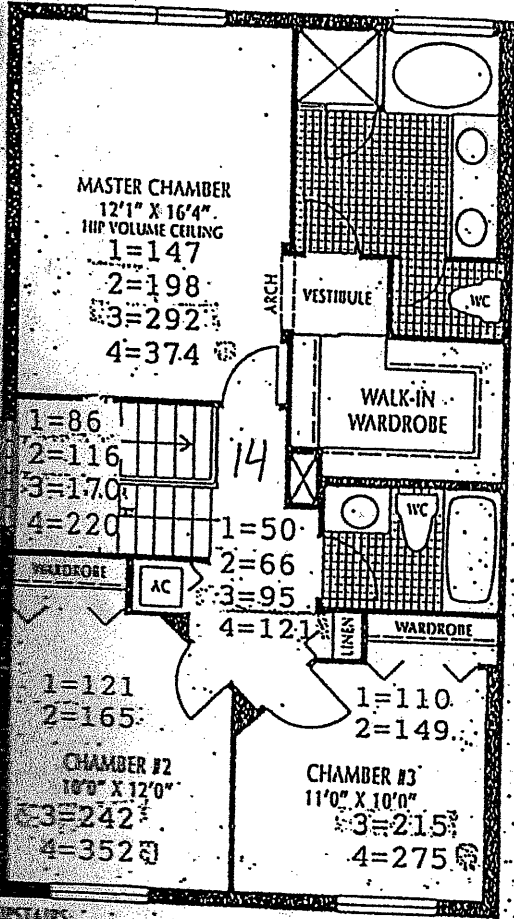 MASTER CHAMBER
12'1" X 16'4"
HIP VOLUME CEILING
1=147
2=198
3=292
4=374
ARCH
VESTIBULE
WC
WALK-IN
WARDROBE
1=86
2=116
3=170
4=220
14
WC
1=50
2=66
3=95
4=121
WARDROBE
AC
LINEN
WARDROBE
1=121
2=165
CHAMBER #2
10'0" X 12'0"
3=242
4=352
1=110
2=149
CHAMBER #3
11'0" X 10'0"
3=215
4=275